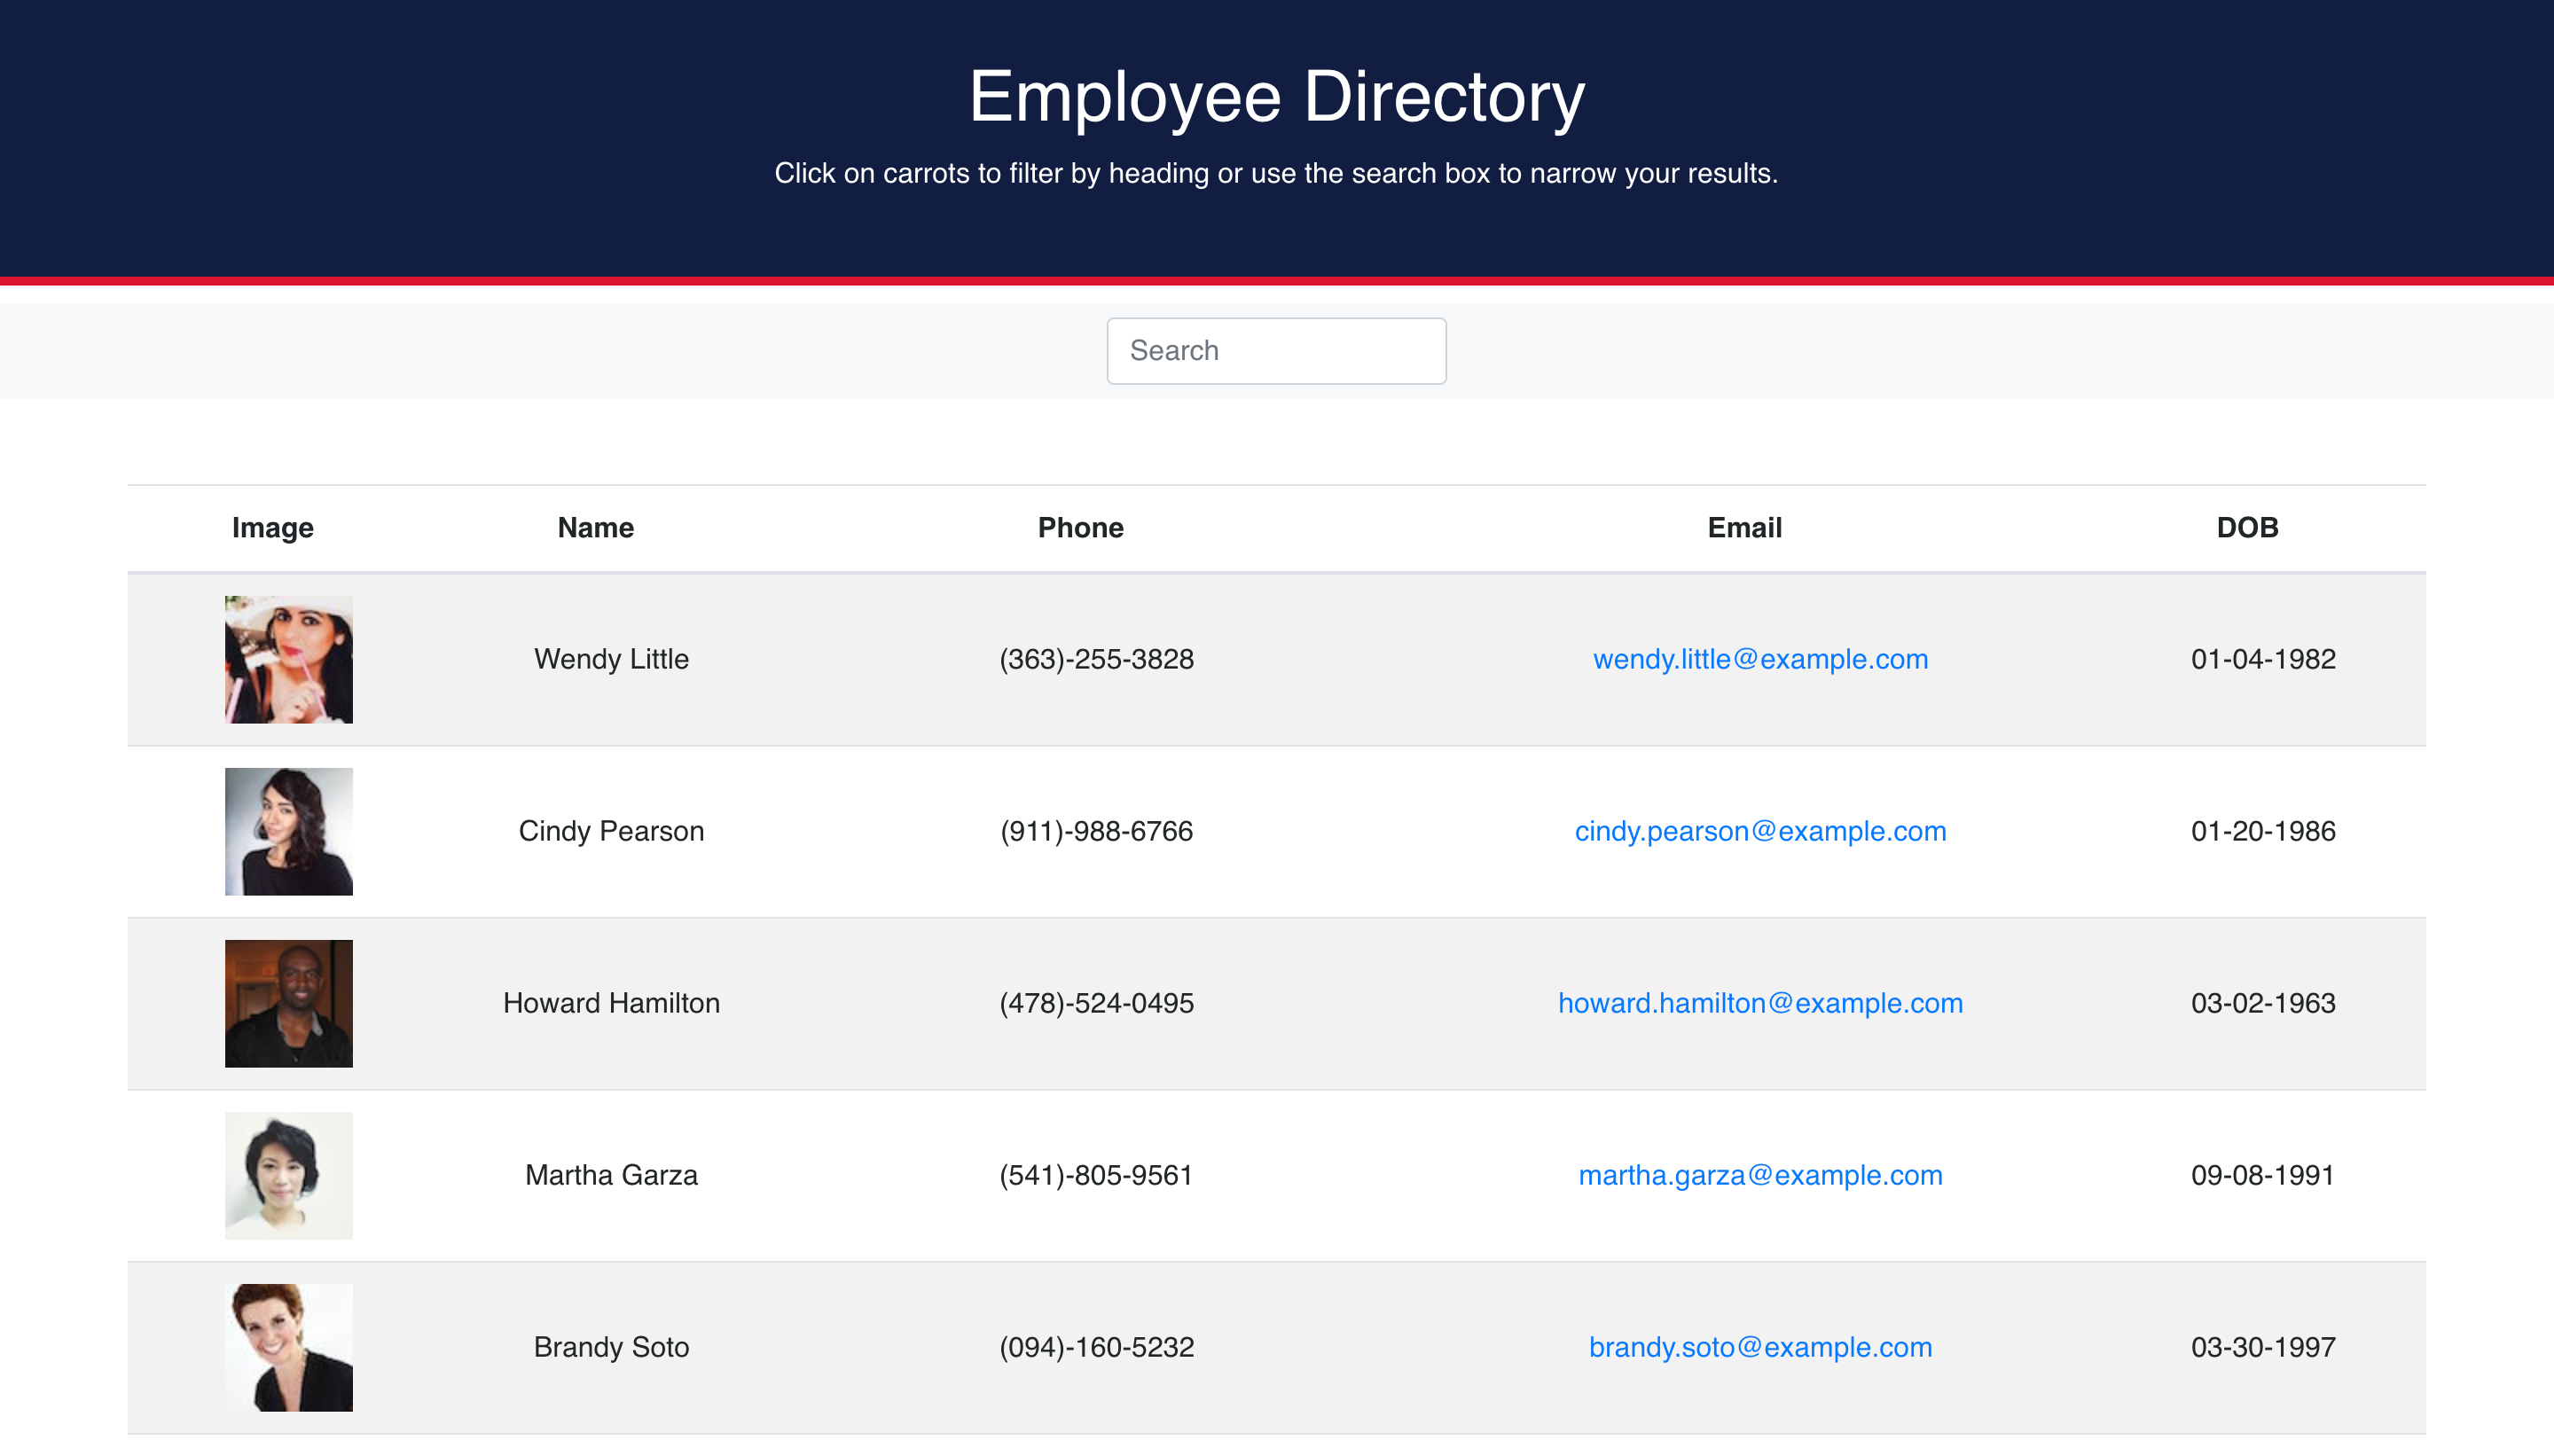 Employee Directory
Click on carrots to filter by heading or use the search box to narrow your results.
Search
Image Name Phone Email DOB
Wendy Little (363)-255-3828 wendy.little@example.com 01-04-1982
Cindy Pearson (911)-988-6766 cindy.pearson@example.com 01-20-1986
Howard Hamilton (478)-524-0495 howard.hamilton@example.com 03-02-1963
Martha Garza (541)-805-9561 martha.garza@example.com 09-08-1991
Brandy Soto (094)-160-5232 brandy.soto@example.com 03-30-1997